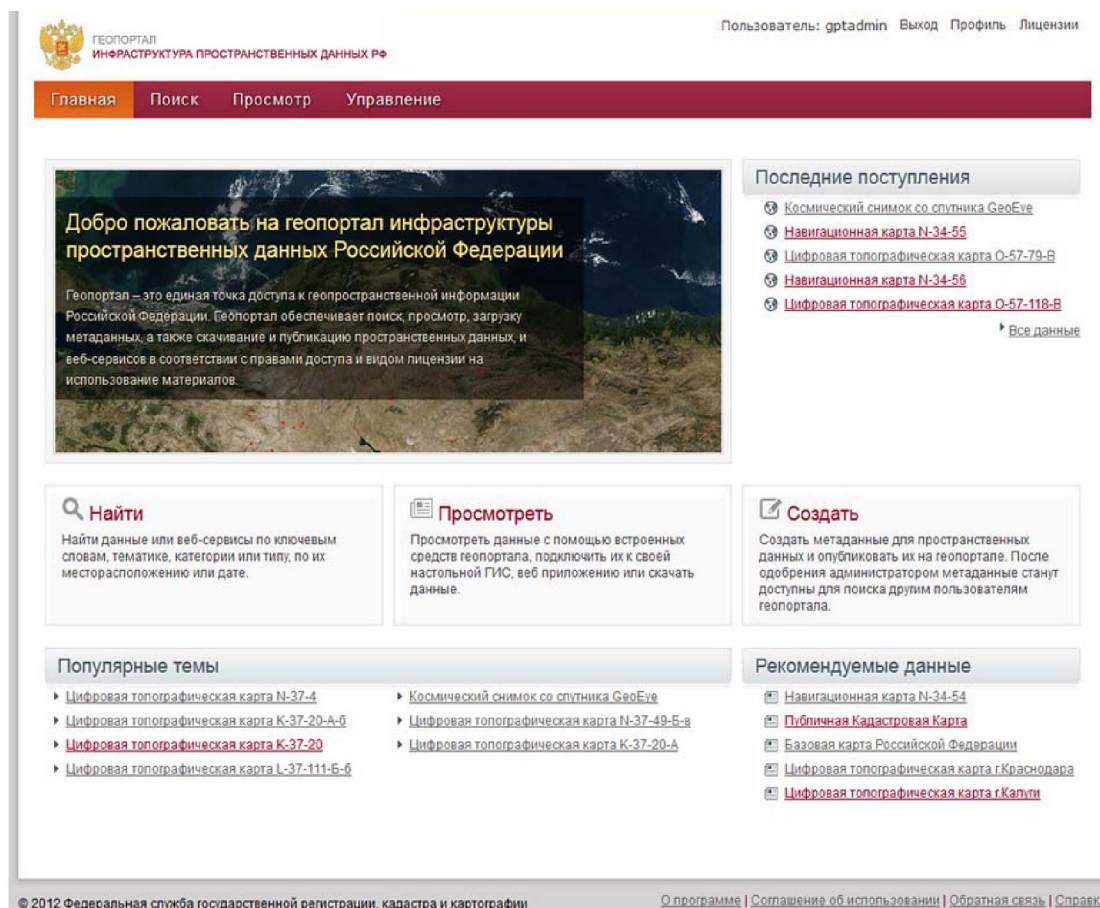 Пользователь: gptadmin Выход Профиль Лицензии
ГЕОПОРТАЛ
ИНФРАСТРУКТУРА ПРОСТРАНСТВЕННЫХ ДАННЫХ РФ
Главная Поиск Просмотр Управление
Добро пожаловать на геопортал инфраструктуры
пространственных данных Российской Федерации
Геопортал – это единая точка доступа к геопространственной информации
Российской Федерации. Геопортал обеспечивает поиск, просмотр, загрузку
метаданных, а также скачивание и публикацию пространственных данных, и
веб-сервисов в соответствии с правами доступа и видом лицензии на
использование материалов.
Последние поступления
Космический снимок со спутника GeoEye
Навигационная карта N-34-55
Цифровая топографическая карта O-57-79-В
Навигационная карта N-34-56
Цифровая топографическая карта O-57-118-В
Все данные
Найти
Найти данные или веб-сервисы по ключевым
словам, тематике, категории или типу, по их
месторасположению или дате.
Просмотреть
Просмотреть данные с помощью встроенных
средств геопортала, подключить их к своей
настольной ГИС, веб приложению или скачать
данные.
Создать
Создать метаданные для пространственных
данных и опубликовать их на геопортале. После
одобрения администратором метаданные станут
доступны для поиска другим пользователям
геопортала.
Популярные темы
Цифровая топографическая карта N-37-4
Цифровая топографическая карта K-37-20-А-б
Цифровая топографическая карта K-37-20
Цифровая топографическая карта L-37-111-Б-б
Космический снимок со спутника GeoEye
Цифровая топографическая карта N-37-49-Б-в
Цифровая топографическая карта K-37-20-А
Рекомендуемые данные
Навигационная карта N-34-54
Публичная Кадастровая Карта
Базовая карта Российской Федерации
Цифровая топографическая карта г.Краснодара
Цифровая топографическая карта г.Калуги
© 2012 Федеральная служба государственной регистрации, кадастра и картографии
О программе | Соглашение об использовании | Обратная связь | Справк